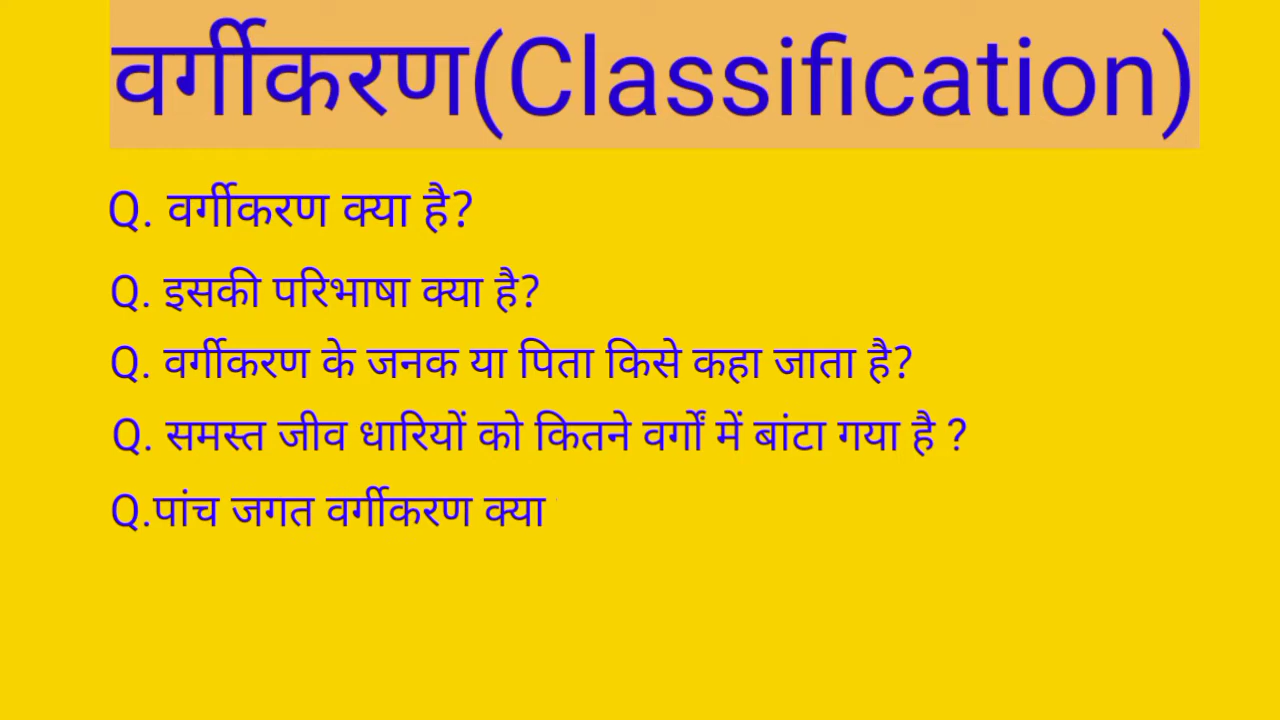 वर्गीकरण(Classification)
Q. वर्गीकरण क्या है?
Q. इसकी परिभाषा क्या है?
Q. वर्गीकरण के जनक या पिता किसे कहा जाता है?
Q. समस्त जीव धारियों को कितने वर्गों में बांटा गया है ?
Q.पांच जगत वर्गीकरण क्या